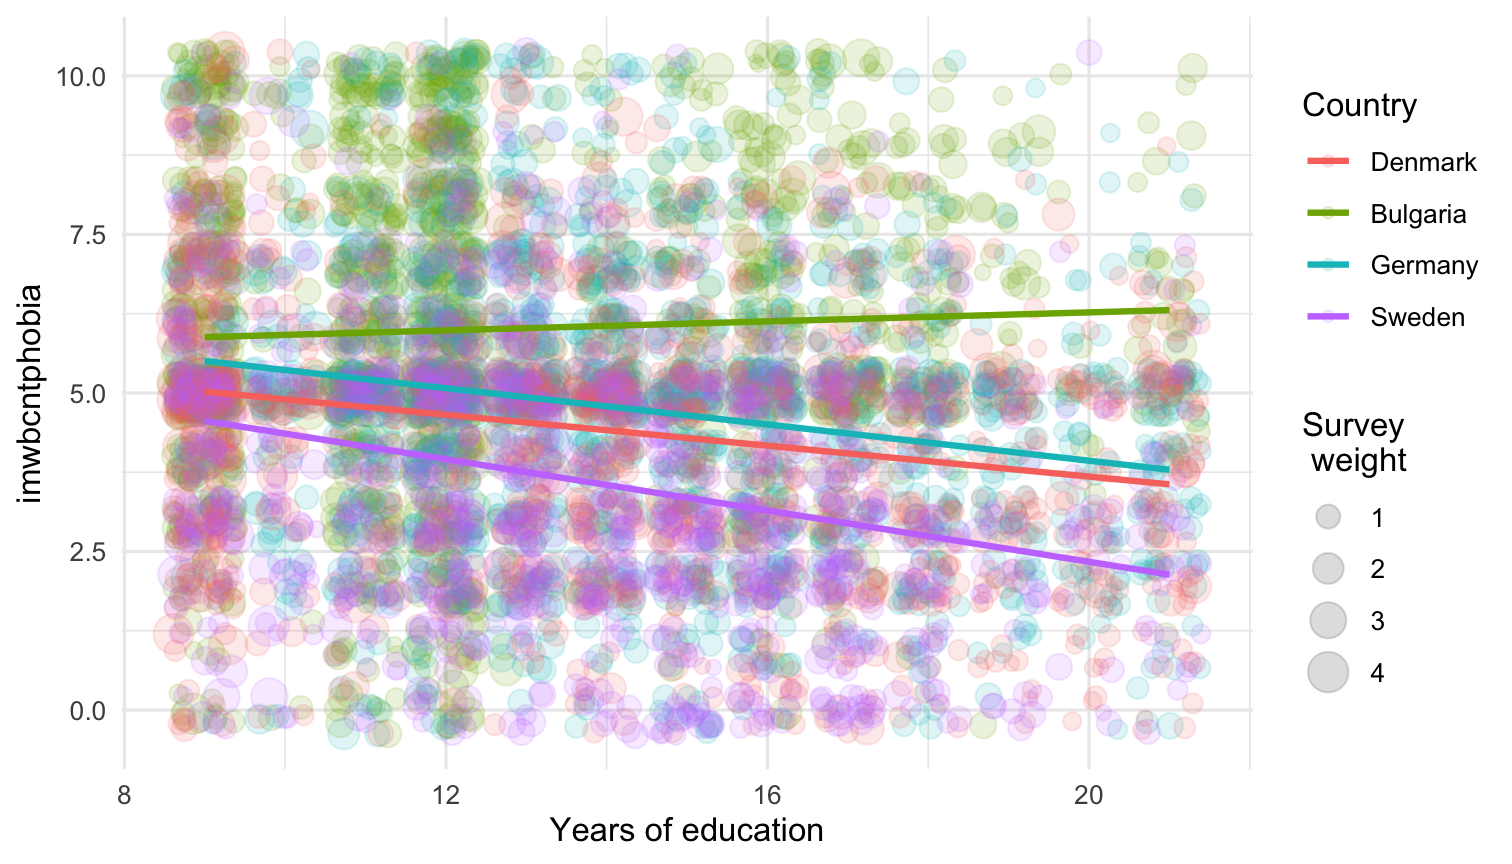 imwbcntphobia
10.0
7.5
5.0
2.5
0.0
8
12
16
20
Years of education
Country
Denmark
Bulgaria
Germany
Sweden
Survey
weight
1
2
3
4